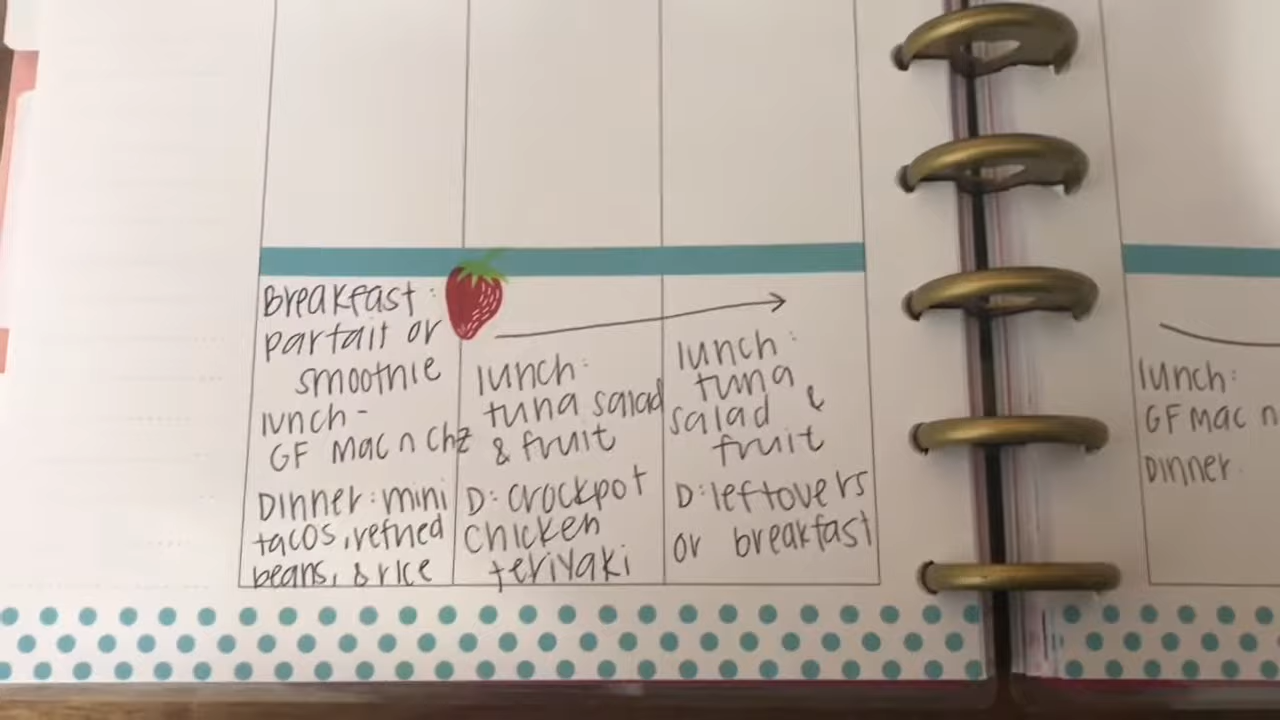 Breakfast:
parfait or
smoothie
lunch -
GF Mac n Chz
Dinner: mini
tacos, refried
beans, & rice
lunch:
tuna salad
& fruit
D: crockpot
chicken
teriyaki
lunch:
tuna
salad &
fruit
D: leftovers
or breakfast
lunch:
GF Mac n
Dinner